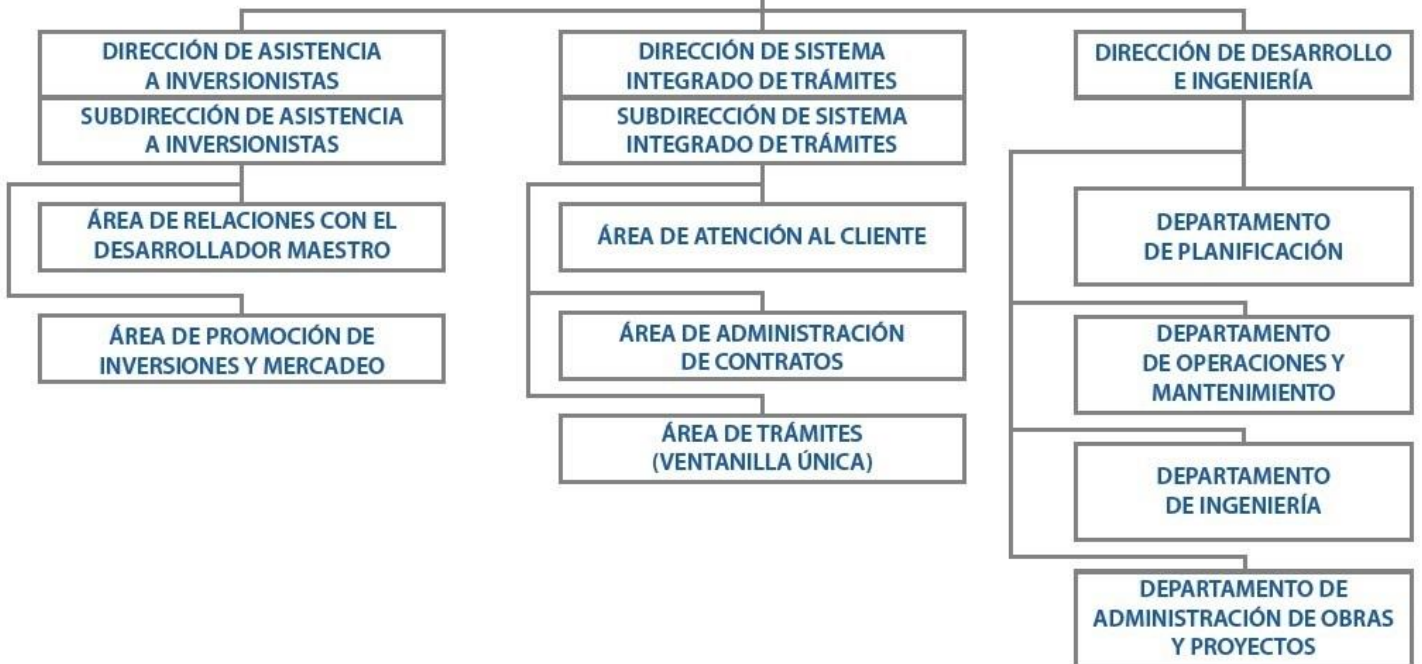 DIRECCIÓN DE ASISTENCIA
A INVERSIONISTAS
SUBDIRECCIÓN DE ASISTENCIA
A INVERSIONISTAS
ÁREA DE RELACIONES CON EL
DESARROLLADOR MAESTRO
ÁREA DE PROMOCIÓN DE
INVERSIONES Y MERCADEO
DIRECCIÓN DE SISTEMA
INTEGRADO DE TRÁMITES
SUBDIRECCIÓN DE SISTEMA
INTEGRADO DE TRÁMITES
ÁREA DE ATENCIÓN AL CLIENTE
ÁREA DE ADMINISTRACIÓN
DE CONTRATOS
ÁREA DE TRÁMITES
(VENTANILLA ÚNICA)
DIRECCIÓN DE DESARROLLO
E INGENIERÍA
DEPARTAMENTO
DE PLANIFICACIÓN
DEPARTAMENTO
DE OPERACIONES Y
MANTENIMIENTO
DEPARTAMENTO
DE INGENIERÍA
DEPARTAMENTO DE
ADMINISTRACIÓN DE OBRAS
Y PROYECTOS